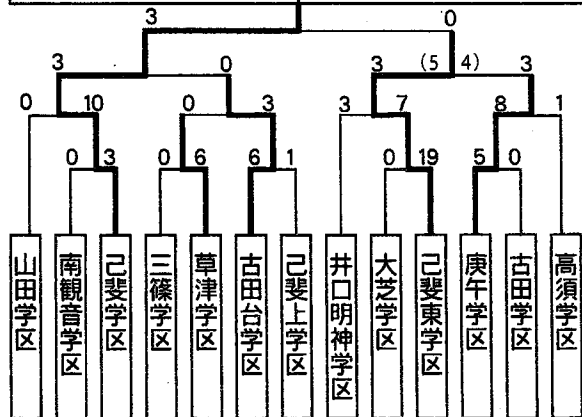 3 0
3 0 3 (5 4) 3
0 10 0 3 3 7 8 1
0 3 0 6 6 1 0 19 5 0
山田学区
南観音学区
己斐学区
三篠学区
草津学区
古田台学区
己斐上学区
井口明神学区
大芝学区
己斐東学区
庚午学区
古田学区
高須学区